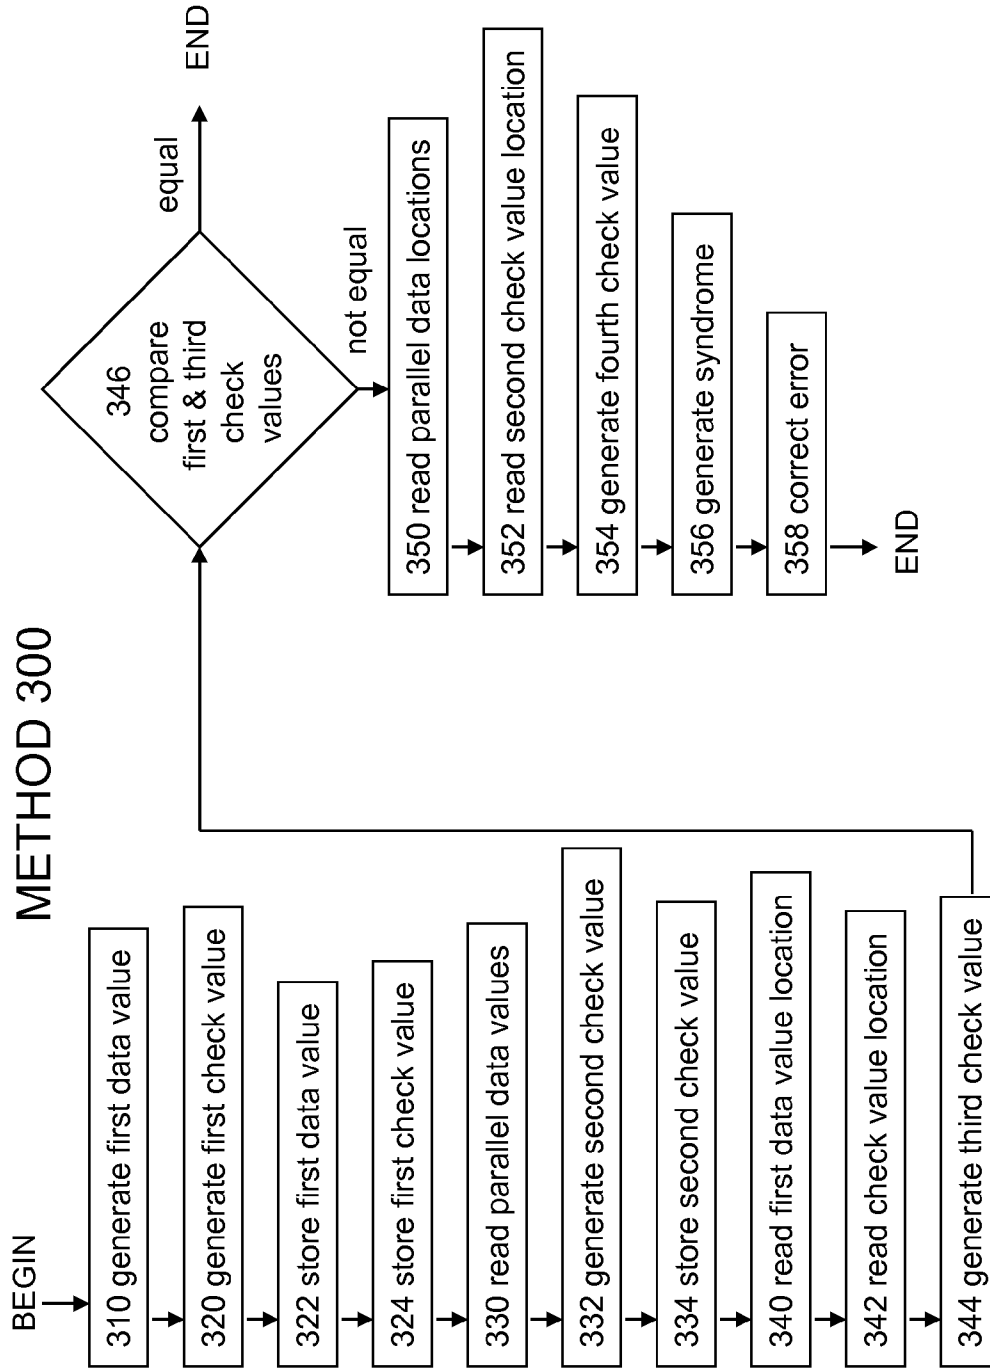 METHOD 300
BEGIN
310 generate first data value
320 generate first check value
322 store first data value
324 store first check value
330 read parallel data values
332 generate second check value
334 store second check value
340 read first data value location
342 read check value location
344 generate third check value
346
compare
first & third
check
values
equal
END
not equal
350 read parallel data locations
352 read second check value location
354 generate fourth check value
356 generate syndrome
358 correct error
END